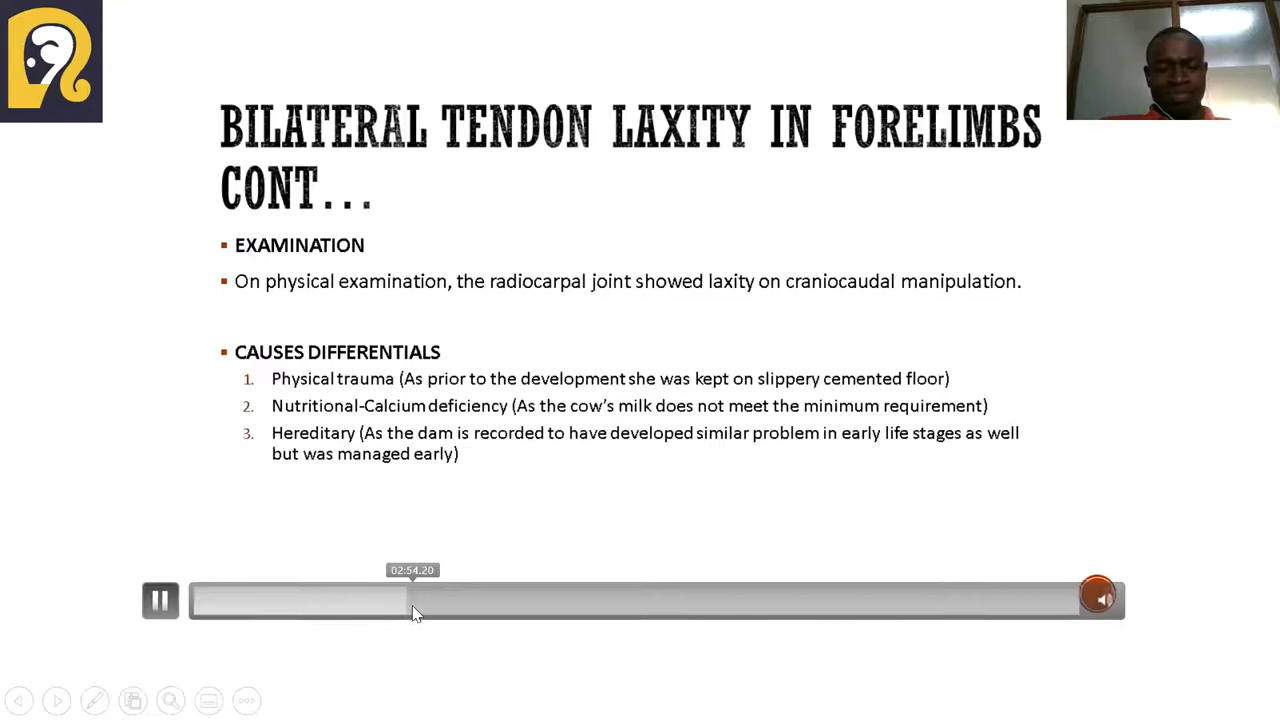 BILATERAL TENDON LAXITY IN FORELIMBS
CONT...
▪ EXAMINATION
▪ On physical examination, the radiocarpal joint showed laxity on craniocaudal manipulation.
▪ CAUSES DIFFERENTIALS
1. Physical trauma (As prior to the development she was kept on slippery cemented floor)
2. Nutritional-Calcium deficiency (As the cow's milk does not meet the minimum requirement)
3. Hereditary (As the dam is recorded to have developed similar problem in early life stages as well
but was managed early)
02:54.20